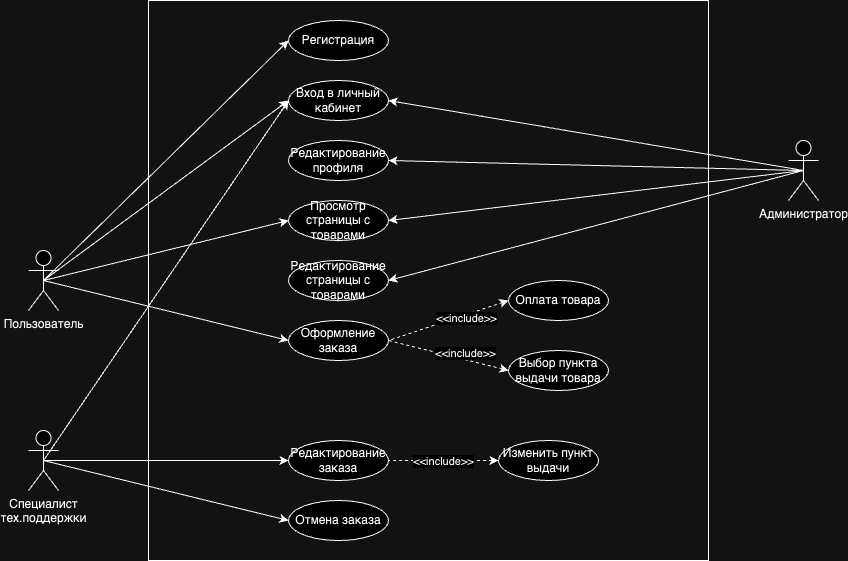 Регистрация
Вход в личный
кабинет
Редактирование
профиля
Администратор
Просмотр
страницы с
товарами
Редактирование
страницы с
товарами
Пользователь
Оформление
заказа
<<include>>
Оплата товара
<<include>>
Выбор пункта
выдачи товара
Специалист
тех.поддержки
Редактирование
заказа
<<include>>
Изменить пункт
выдачи
Отмена заказа